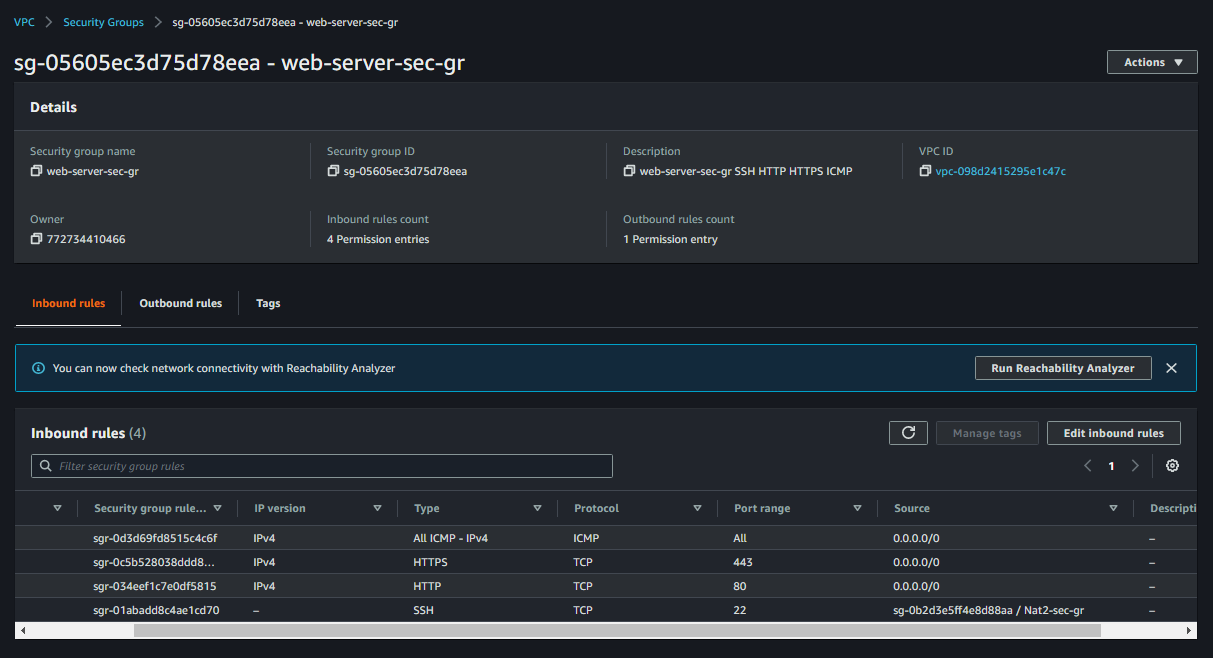 VPC > Security Groups > sg-05605ec3d75d78eea - web-server-sec-gr
sg-05605ec3d75d78eea - web-server-sec-gr Actions
Details
Security group name Security group ID Description VPC ID
web-server-sec-gr sg-05605ec3d75d78eea web-server-sec-gr SSH HTTP HTTPS ICMP vpc-098d2415295e1c47c
Owner Inbound rules count Outbound rules count
772734410466 4 Permission entries 1 Permission entry
Inbound rules Outbound rules Tags
You can now check network connectivity with Reachability Analyzer Run Reachability Analyzer
Inbound rules (4) Manage tags Edit inbound rules
Filter security group rules 1
Security group rule... IP version Type Protocol Port range Source Descripti
sgr-0d3d69fd8515c4c6f IPv4 All ICMP - IPv4 ICMP All 0.0.0.0/0 –
sgr-0c5b528038ddd8... IPv4 HTTPS TCP 443 0.0.0.0/0 –
sgr-034eef1c7e0df5815 IPv4 HTTP TCP 80 0.0.0.0/0 –
sgr-01abadd8c4ae1cd70 – SSH TCP 22 sg-0b2d3e5ff4e8d88aa / Nat2-sec-gr –